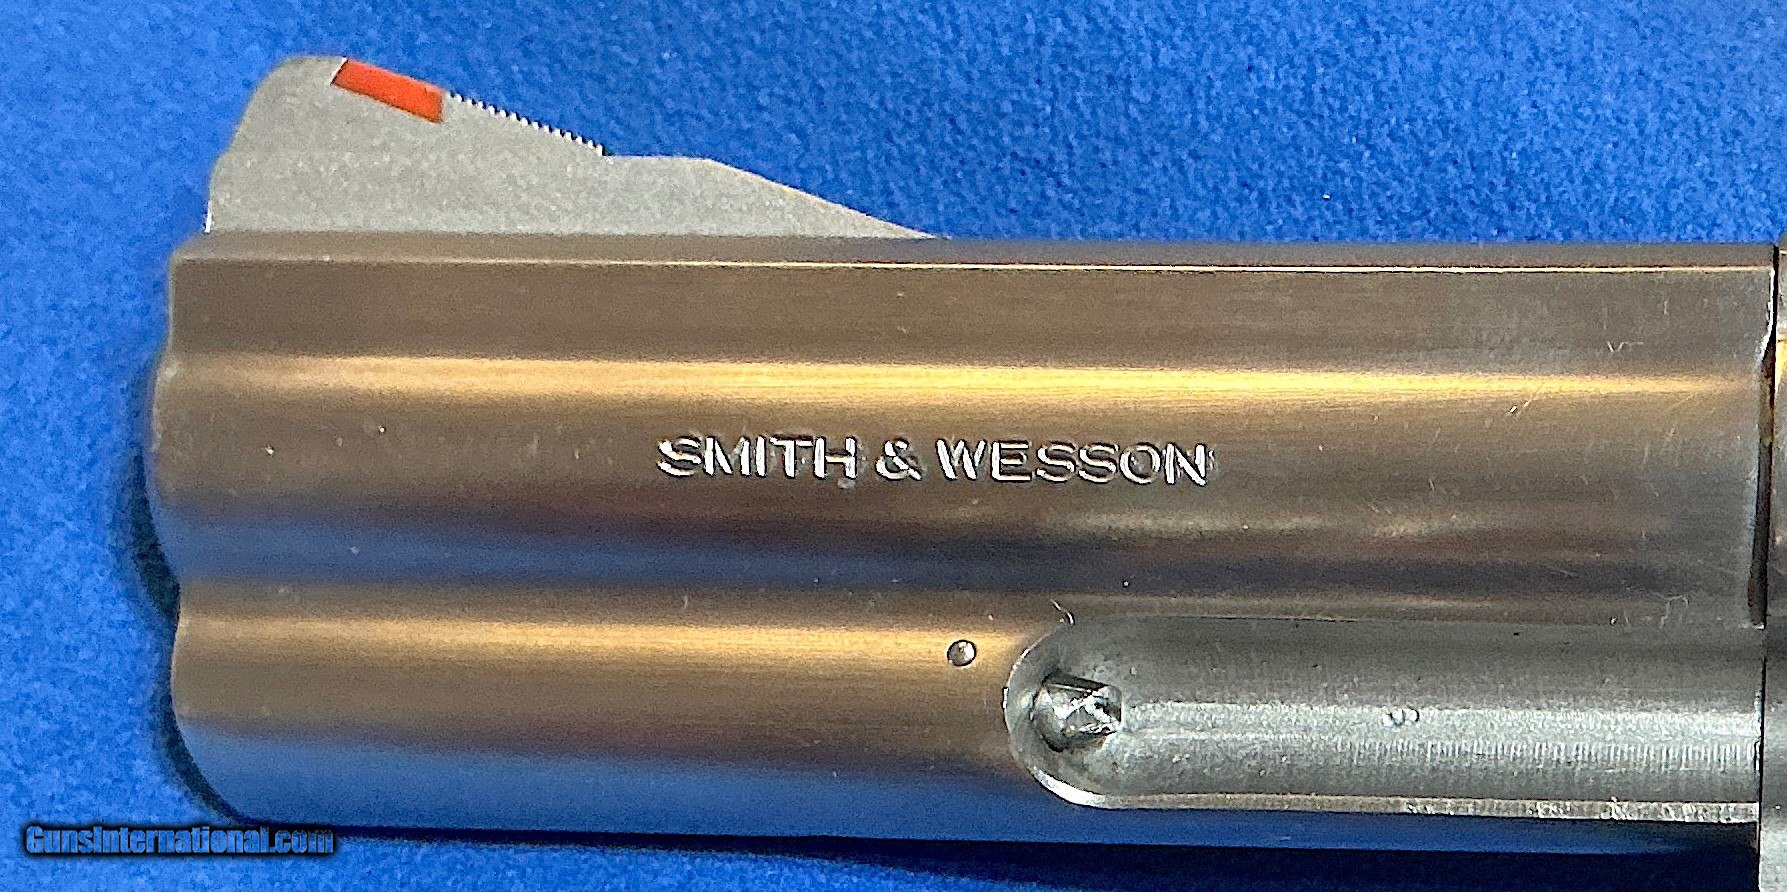 SMITH & WESSON
GunsInternational.com